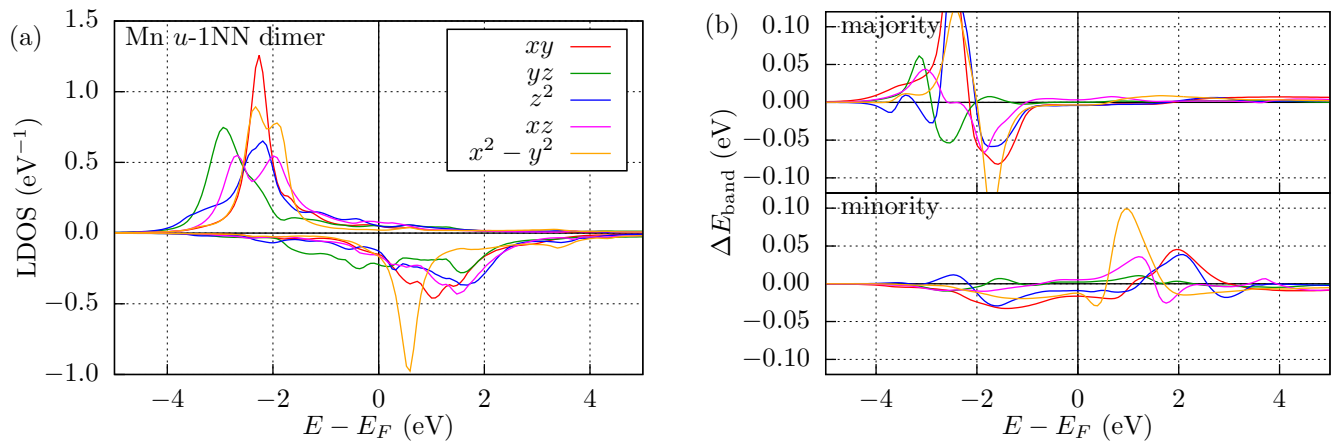 (a)
Mn u-1NN dimer
xy
yz
z²
xz
x² − y²
LDOS (eV⁻¹)
1.5
1.0
0.5
0.0
−0.5
−1.0
−4 −2 0 2 4
E − E_F (eV)
(b)
majority
0.10
0.05
0.00
−0.05
−0.10
minority
0.10
0.05
0.00
−0.05
−0.10
ΔE_band (eV)
−4 −2 0 2 4
E − E_F (eV)